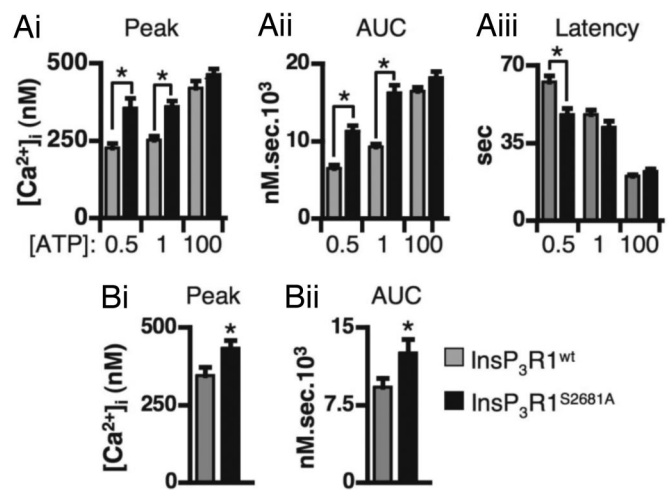 Ai Peak Aii AUC Aiii Latency
500 250 0
[Ca²⁺]ᵢ (nM)
* *
20 10 0
nM.sec.10³
* *
70 35 0
sec
*
[ATP]: 0.5 1 100 0.5 1 100 0.5 1 100
Bi Peak Bii AUC
500 250 0
[Ca²⁺]ᵢ (nM)
*
15 7.5 0
nM.sec.10³
*
InsP₃R1ʷᵗ
InsP₃R1ˢ²⁶⁸¹ᴬ